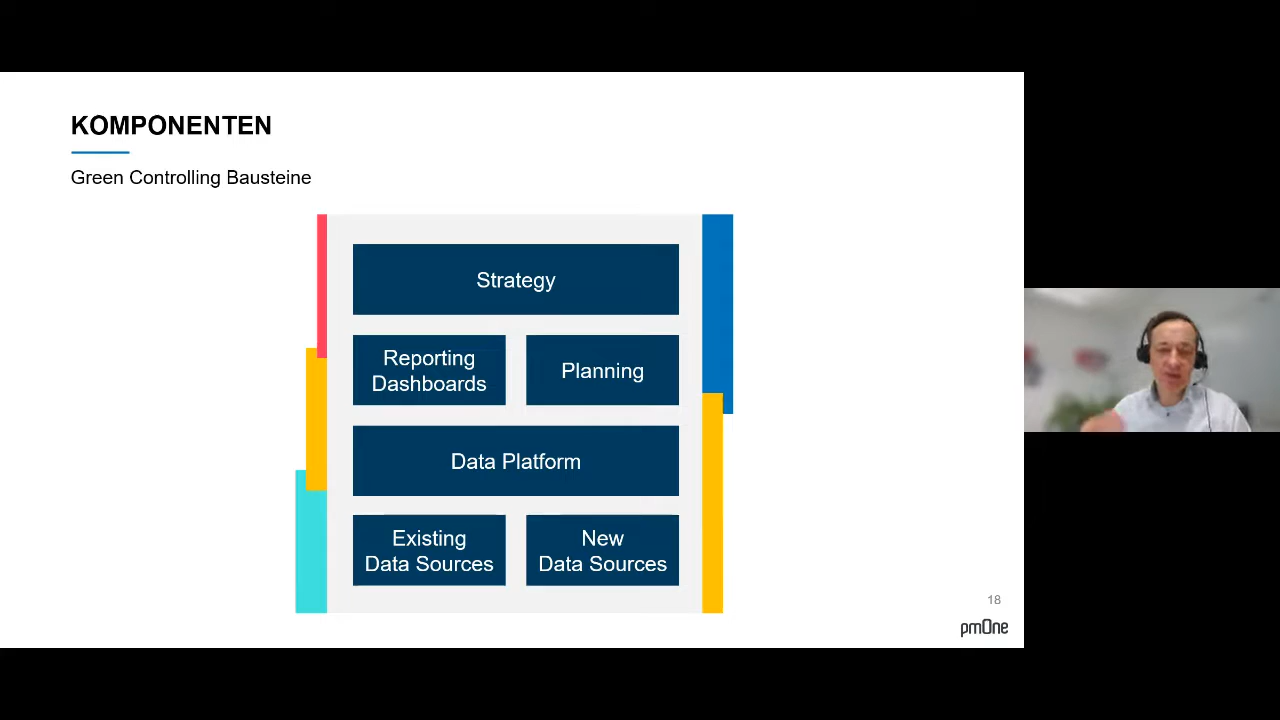 KOMPONENTEN
Green Controlling Bausteine
Strategy
Reporting
Dashboards
Planning
Data Platform
Existing
Data Sources
New
Data Sources
18
pmOne